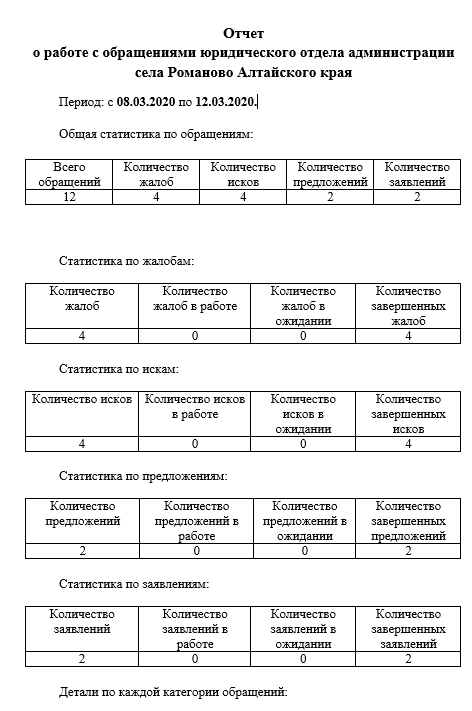 Отчет
о работе с обращениями юридического отдела администрации
села Романово Алтайского края
Период: с 08.03.2020 по 12.03.2020.
Общая статистика по обращениям:
Всего обращений Количество жалоб Количество исков Количество предложений Количество заявлений
12 4 4 2 2
Статистика по жалобам:
Количество жалоб Количество жалоб в работе Количество жалоб в ожидании Количество завершенных жалоб
4 0 0 4
Статистика по искам:
Количество исков Количество исков в работе Количество исков в ожидании Количество завершенных исков
4 0 0 4
Статистика по предложениям:
Количество предложений Количество предложений в работе Количество предложений в ожидании Количество завершенных предложений
2 0 0 2
Статистика по заявлениям:
Количество заявлений Количество заявлений в работе Количество заявлений в ожидании Количество завершенных заявлений
2 0 0 2
Детали по каждой категории обращений: